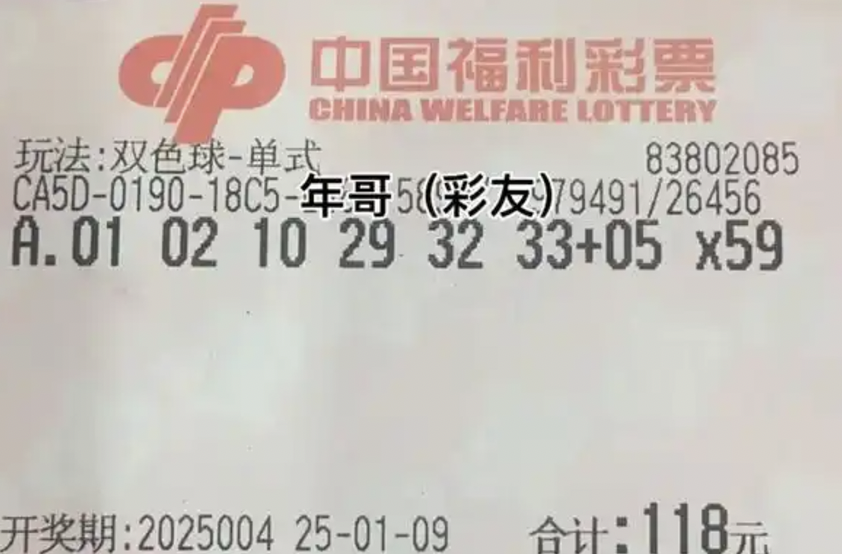 中国福利彩票
CHINA WELFARE LOTTERY
玩法:双色球-单式 83802085
CA5D-0190-18C5- 58 979491/26456
年哥（彩友）
A.01 02 10 29 32 33+05 x59
开奖期:2025004 25-01-09 合计:118元